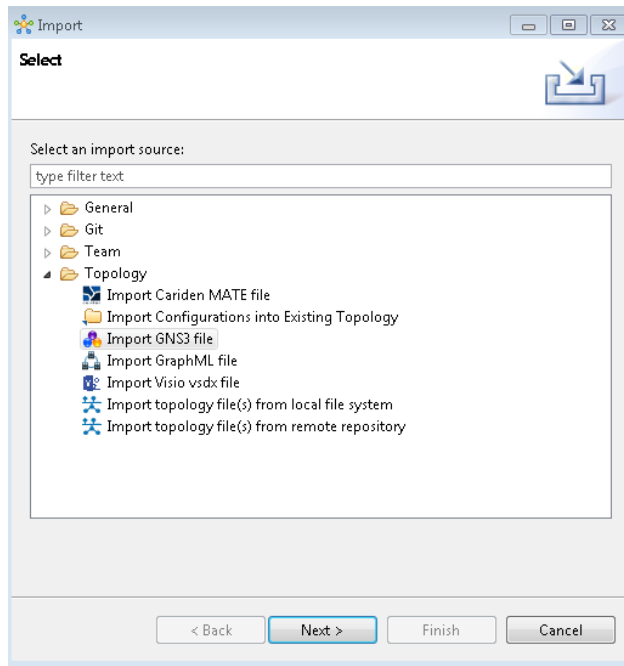 Import
Select
Select an import source:
type filter text
General
Git
Team
Topology
Import Cariden MATE file
Import Configurations into Existing Topology
Import GNS3 file
Import GraphML file
Import Visio vsdx file
Import topology file(s) from local file system
Import topology file(s) from remote repository
< Back Next > Finish Cancel